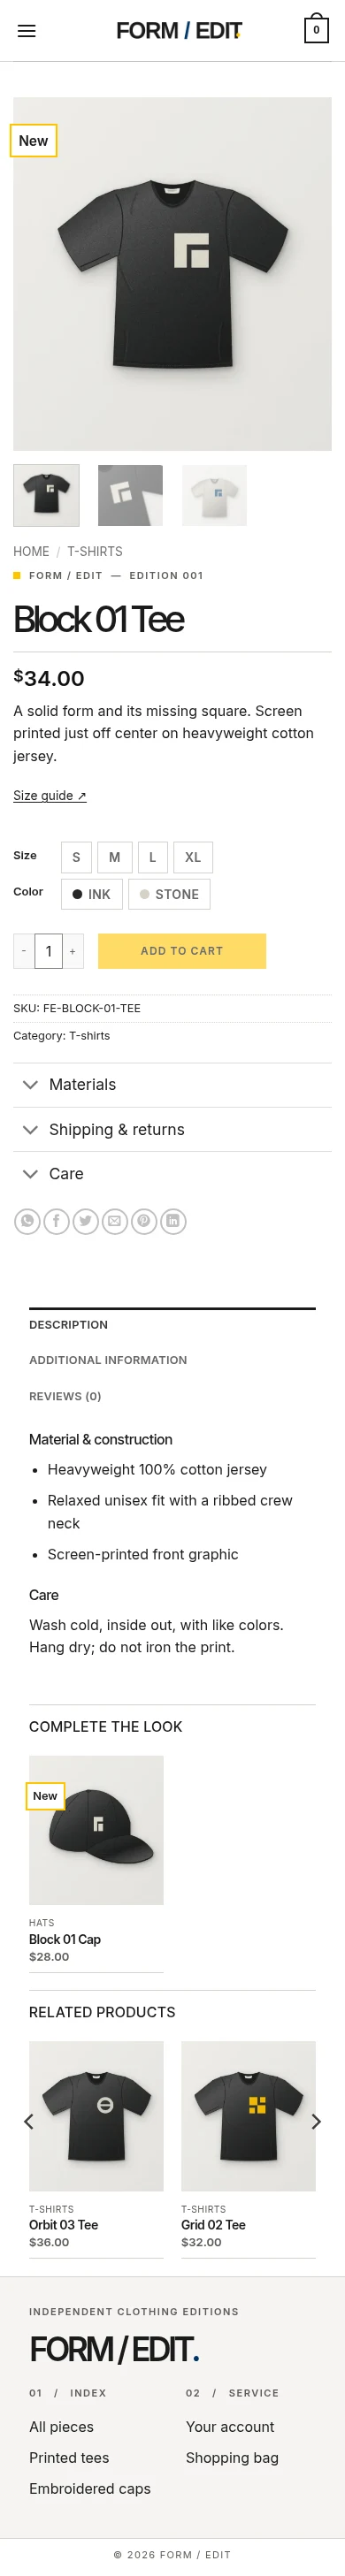 FORM / EDIT.
0
New
HOME / T-SHIRTS
FORM / EDIT — EDITION 001
Block 01 Tee
$34.00
A solid form and its missing square. Screen
printed just off center on heavyweight cotton
jersey.
Size guide ↗
Size
S M L XL
Color
INK STONE
- 1 + ADD TO CART
SKU: FE-BLOCK-01-TEE
Category: T-shirts
Materials
Shipping & returns
Care
DESCRIPTION
ADDITIONAL INFORMATION
REVIEWS (0)
Material & construction
• Heavyweight 100% cotton jersey
• Relaxed unisex fit with a ribbed crew
neck
• Screen-printed front graphic
Care
Wash cold, inside out, with like colors.
Hang dry; do not iron the print.
COMPLETE THE LOOK
New
HATS
Block 01 Cap
$28.00
RELATED PRODUCTS
T-SHIRTS
Orbit 03 Tee
$36.00
T-SHIRTS
Grid 02 Tee
$32.00
INDEPENDENT CLOTHING EDITIONS
FORM / EDIT.
01 / INDEX
All pieces
Printed tees
Embroidered caps
02 / SERVICE
Your account
Shopping bag
© 2026 FORM / EDIT